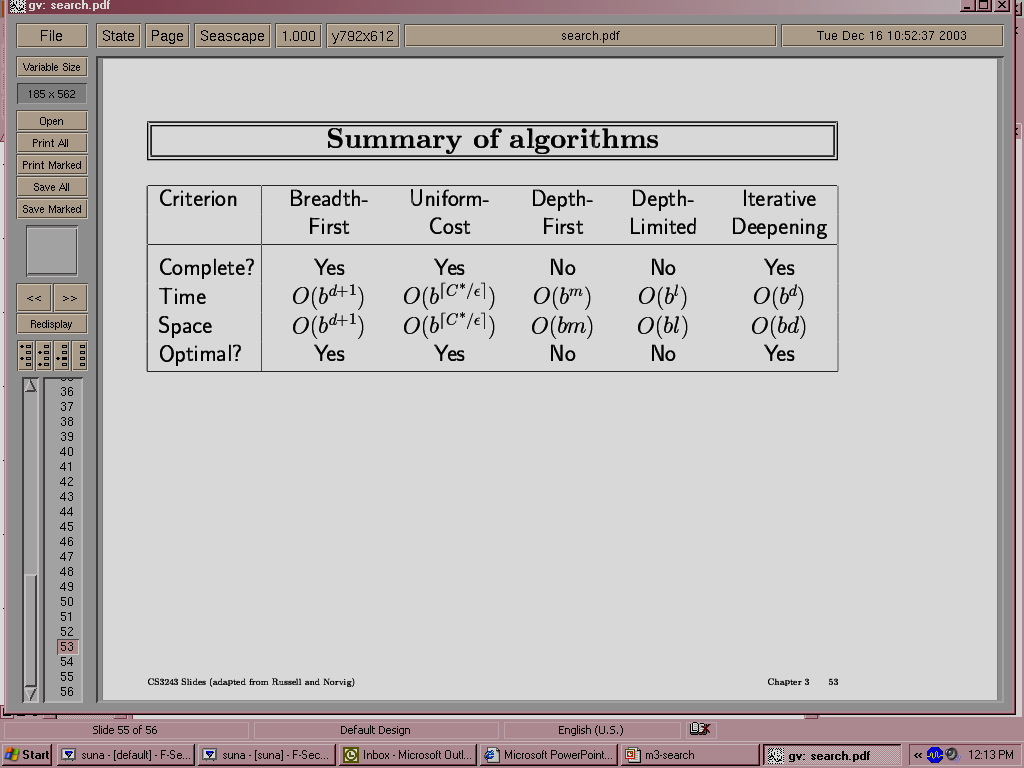 gv: search.pdf
File State Page Seascape 1.000 y792x612 search.pdf Tue Dec 16 10:52:37 2003
Variable Size
185 x 562
Open
Print All
Print Marked
Save All
Save Marked
<< >>
Redisplay
36
37
38
39
40
41
42
43
44
45
46
47
48
49
50
51
52
53
54
55
56
Summary of algorithms
Criterion Breadth- Uniform- Depth- Depth- Iterative
First Cost First Limited Deepening
Complete? Yes Yes No No Yes
Time O(b^{d+1}) O(b^{⌈C*/ϵ⌉}) O(b^m) O(b^l) O(b^d)
Space O(b^{d+1}) O(b^{⌈C*/ϵ⌉}) O(bm) O(bl) O(bd)
Optimal? Yes Yes No No Yes
CS3243 Slides (adapted from Russell and Norvig) Chapter 3 53
Slide 55 of 56 Default Design English (U.S.)
Start suna - [default] - F-Se... suna - [suna] - F-Sec... Inbox - Microsoft Outl... Microsoft PowerPoint... m3-search gv: search.pdf « 12:13 PM